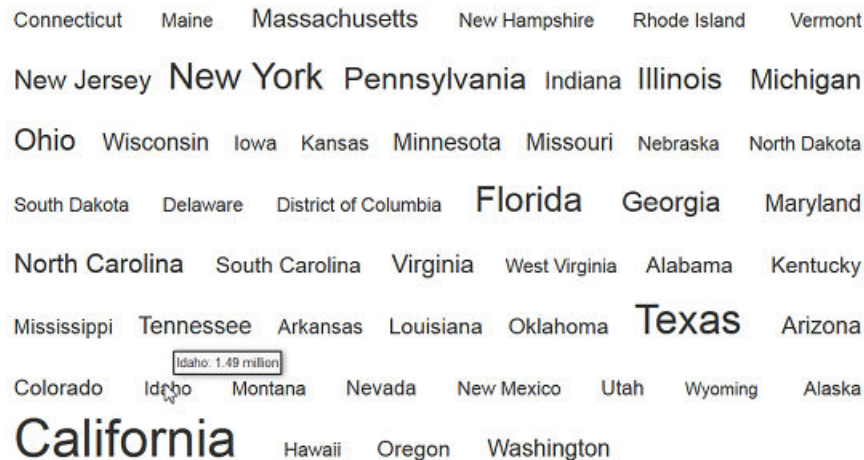 Connecticut Maine Massachusetts New Hampshire Rhode Island Vermont
New Jersey New York Pennsylvania Indiana Illinois Michigan
Ohio Wisconsin Iowa Kansas Minnesota Missouri Nebraska North Dakota
South Dakota Delaware District of Columbia Florida Georgia Maryland
North Carolina South Carolina Virginia West Virginia Alabama Kentucky
Mississippi Tennessee Arkansas Louisiana Oklahoma Texas Arizona
Idaho: 1.49 million
Colorado Idaho Montana Nevada New Mexico Utah Wyoming Alaska
California Hawaii Oregon Washington